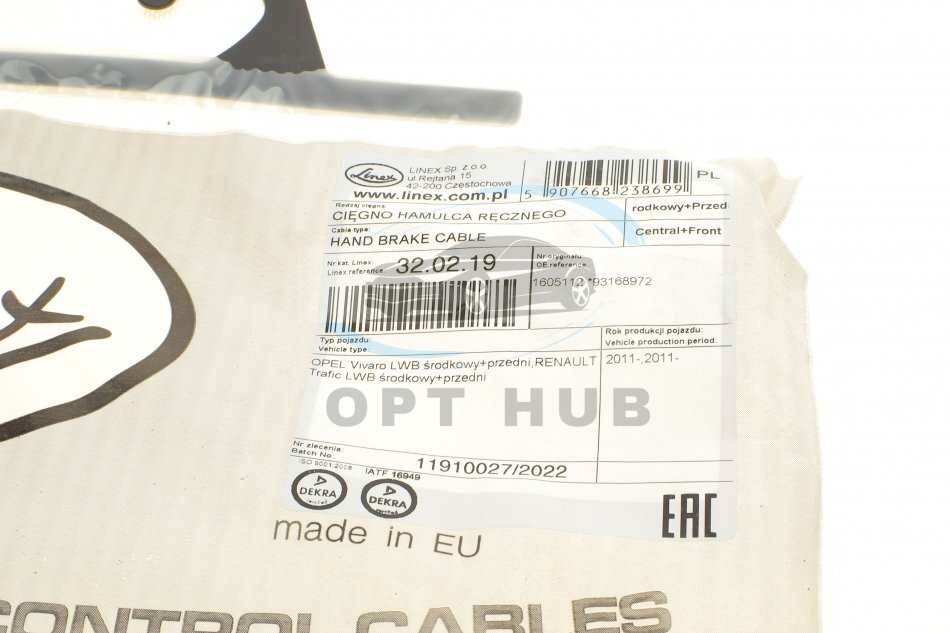 Linex
LINEX Sp. z o.o.
ul.Rejtana 15
42-200 Częstochowa
www.linex.com.pl
5 907668 238699
PL
Rodzaj cięgna:
CIĘGNO HAMULCA RĘCZNEGO
rodkowy+Przed
Cable type:
HAND BRAKE CABLE
Central+Front
Nr kat. Linex:
Linex reference:
32.02.19
Nr oryginału:
OE reference:
1605112 *93168972
Typ pojazdu:
Vehicle type:
Rok produkcji pojazdu:
Vehicle production period:
OPEL Vivaro LWB środkowy+przedni,RENAULT
Trafic LWB środkowy+przedni
2011-,2011-
OPT HUB
Nr zlecenia:
Batch No:
11910027/2022
ISO 9001:2008
IATF 16949
DEKRA
DEKRA
EAC
made in EU
CONTROL CABLES